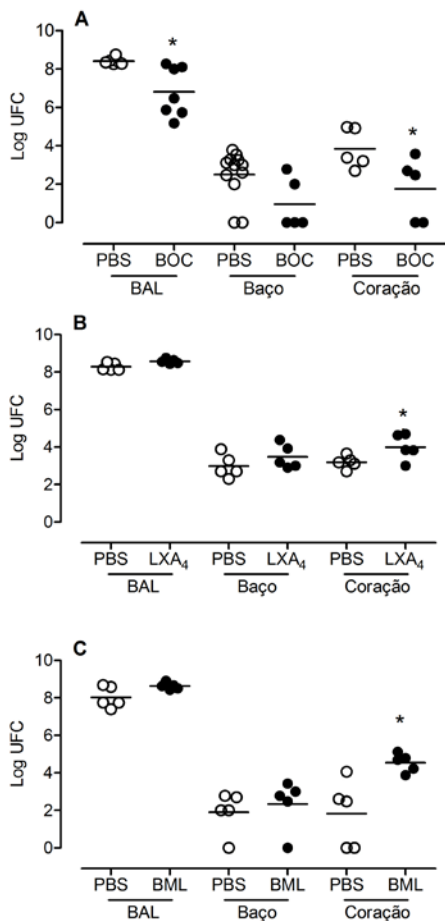 A
Log UFC
10
8
6
4
2
0
*
*
PBS BOC PBS BOC PBS BOC
BAL Baço Coração
B
Log UFC
10
8
6
4
2
0
*
PBS LXA₄ PBS LXA₄ PBS LXA₄
BAL Baço Coração
C
Log UFC
10
8
6
4
2
0
*
PBS BML PBS BML PBS BML
BAL Baço Coração